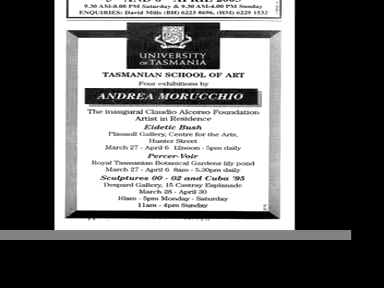 9.30 AM-8.00 PM Saturday & 9.30 AM-4.00 PM Sunday
ENQUIRIES: David Mills (BH) 6223 8696, (HM) 6229 1532
UNIVERSITY
OF TASMANIA
TASMANIAN SCHOOL OF ART
Four exhibitions by
ANDREA MORUCCHIO
The inaugural Claudio Alcorso Foundation
Artist in Residence
Eidetic Bush
Plimsoll Gallery, Centre for the Arts,
Hunter Street
March 27 - April 6 12noon - 5pm daily
Percer-Voir
Royal Tasmanian Botanical Gardens lily pond
March 27 - April 6 8am - 5.30pm daily
Sculptures 00 - 02 and Cuba '95
Despard Gallery, 15 Castray Esplanade
March 28 - April 30
10am - 5pm Monday - Saturday
11am - 4pm Sunday